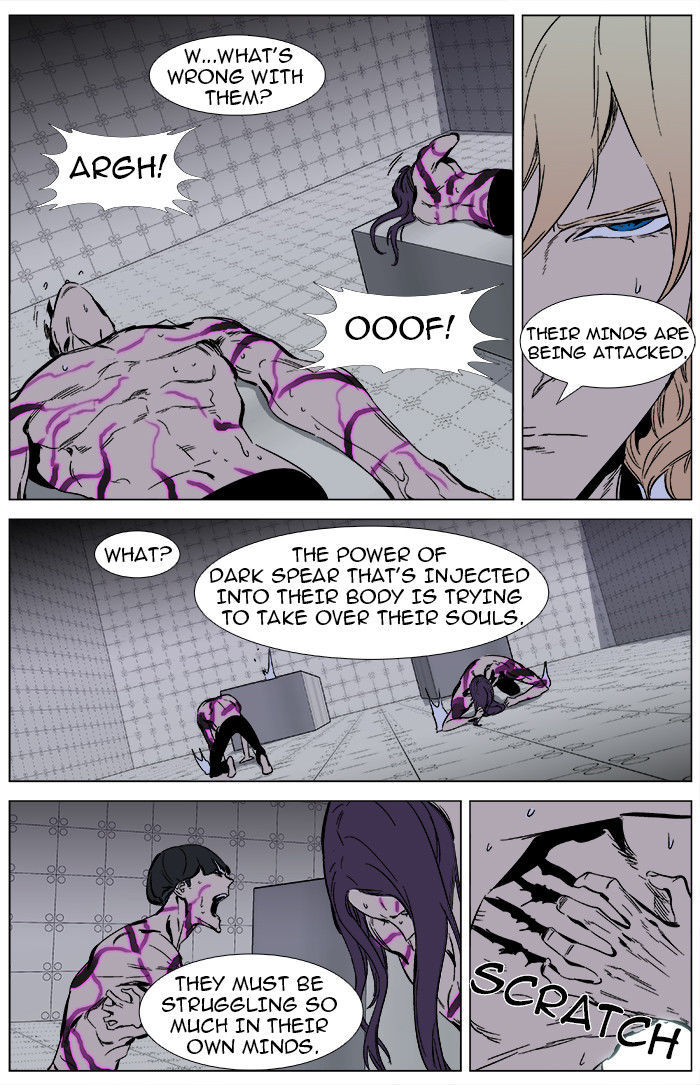 W...WHAT'S
WRONG WITH
THEM?
ARGH!
OOOF!
THEIR MINDS ARE
BEING ATTACKED.
WHAT?
THE POWER OF
DARK SPEAR THAT'S INJECTED
INTO THEIR BODY IS TRYING
TO TAKE OVER THEIR SOULS.
THEY MUST BE
STRUGGLING SO
MUCH IN THEIR
OWN MINDS.
SCRATCH